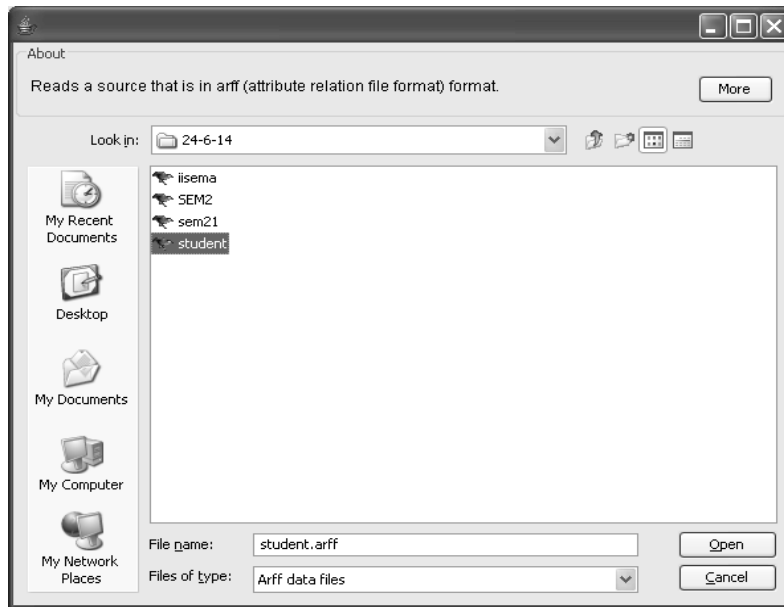 About
Reads a source that is in arff (attribute relation file format) format.
More
Look in:
24-6-14
My Recent
Documents
Desktop
My Documents
My Computer
My Network
Places
iisema
SEM2
sem21
student
File name:
student.arff
Open
Files of type:
Arff data files
Cancel